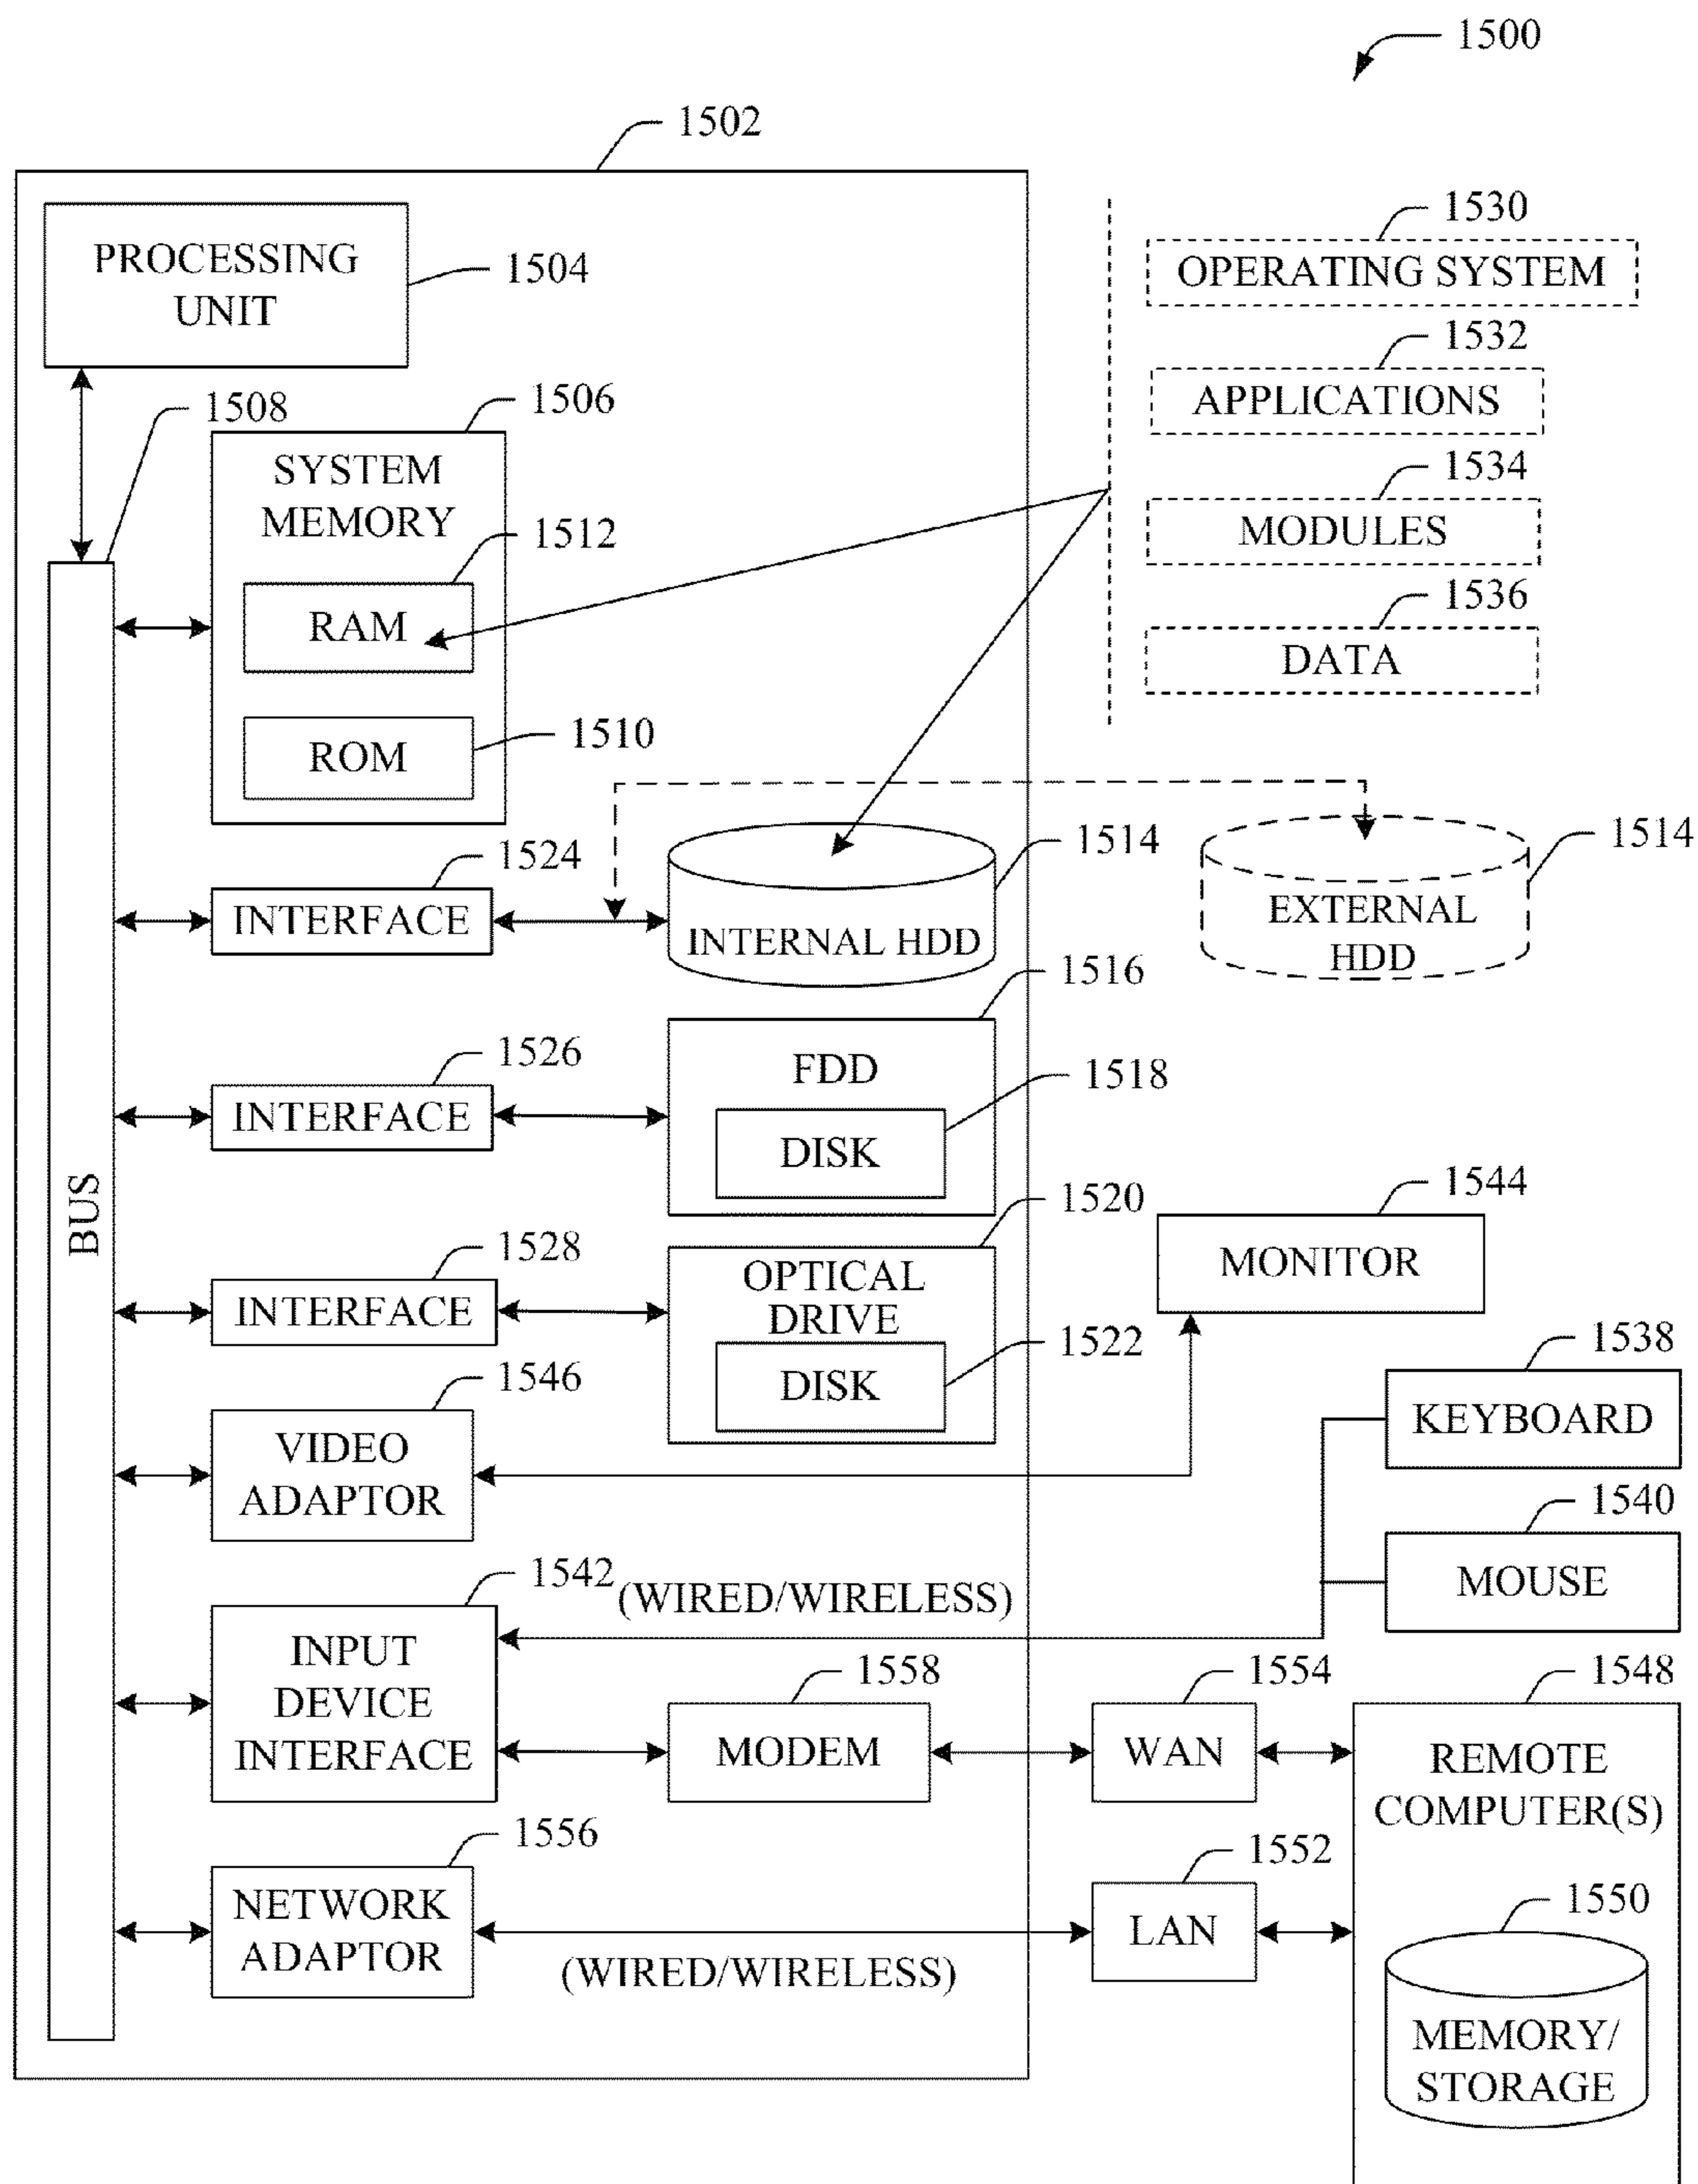 1500
1502
PROCESSING
UNIT
1504
1530
OPERATING SYSTEM
1532
APPLICATIONS
1534
MODULES
1536
DATA
1508
1506
SYSTEM
MEMORY
1512
RAM
1510
ROM
1524
INTERFACE
1514
INTERNAL HDD
1514
EXTERNAL
HDD
1516
FDD
1518
DISK
1526
INTERFACE
BUS
1520
OPTICAL
DRIVE
1522
DISK
1528
INTERFACE
1544
MONITOR
1546
VIDEO
ADAPTOR
1538
KEYBOARD
1540
MOUSE
1542
(WIRED/WIRELESS)
INPUT
DEVICE
INTERFACE
1558
MODEM
1554
WAN
1548
REMOTE
COMPUTER(S)
1556
NETWORK
ADAPTOR
(WIRED/WIRELESS)
1552
LAN
1550
MEMORY/
STORAGE